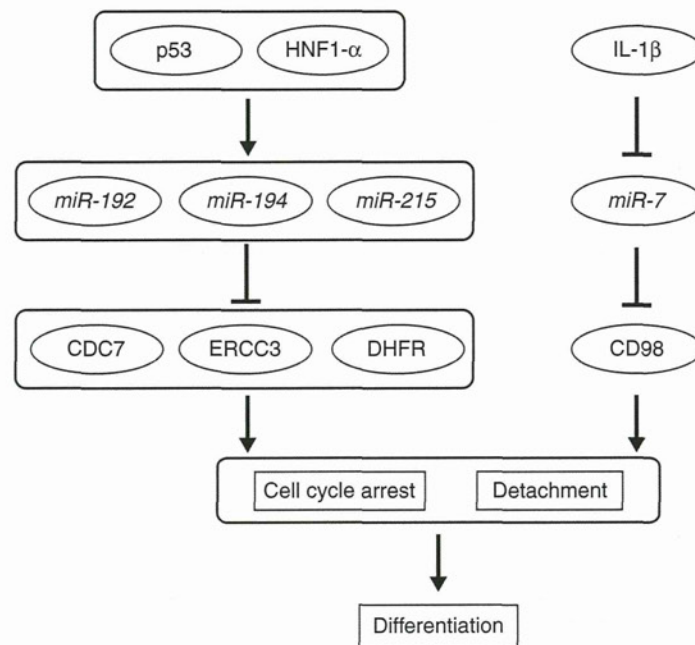 p53 HNF1-α IL-1β
miR-192 miR-194 miR-215 miR-7
CDC7 ERCC3 DHFR CD98
Cell cycle arrest Detachment
Differentiation